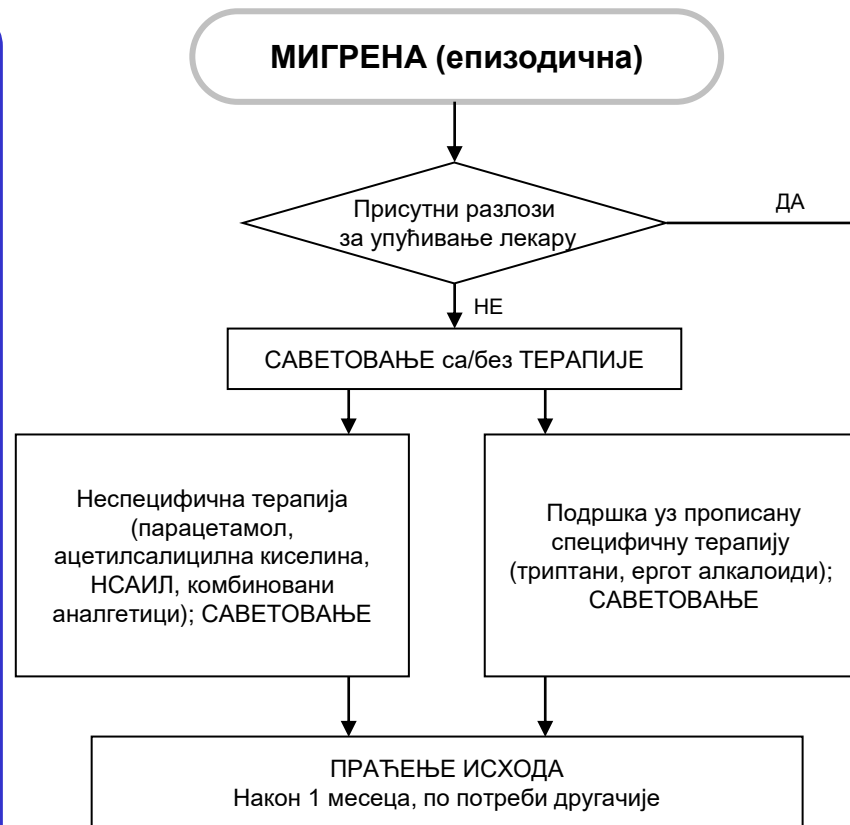 МИГРЕНА (епизодична)
Присутни разлози
за упућивање лекару
ДА
НЕ
САВЕТОВАЊЕ са/без ТЕРАПИЈЕ
Неспецифична терапија
(парацетамол,
ацетилсалицилна киселина,
НСАИЛ, комбиновани
аналгетици); САВЕТОВАЊЕ
Подршка уз прописану
специфичну терапију
(триптани, ергот алкалоиди);
САВЕТОВАЊЕ
ПРАЋЕЊЕ ИСХОДА
Након 1 месеца, по потреби другачије